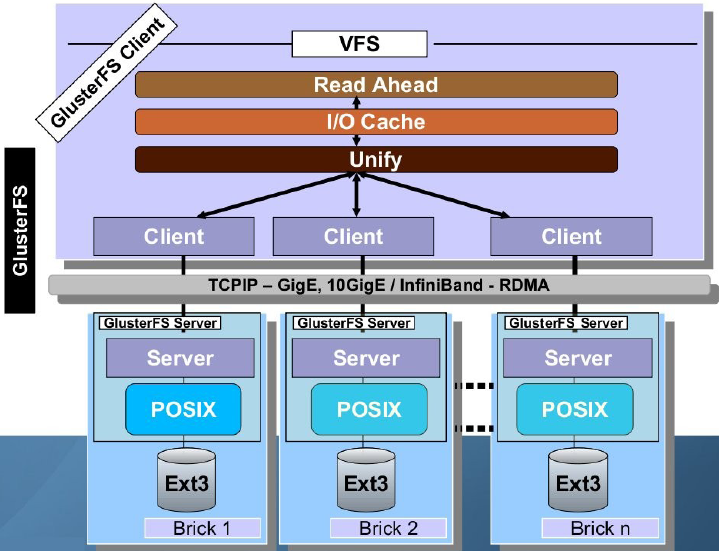 GlusterFS Client
VFS
Read Ahead
I/O Cache
Unify
GlusterFS
Client
Client
Client
TCPIP – GigE, 10GigE / InfiniBand - RDMA
GlusterFS Server
GlusterFS Server
GlusterFS Server
Server
Server
Server
POSIX
POSIX
POSIX
Ext3
Ext3
Ext3
Brick 1
Brick 2
Brick n